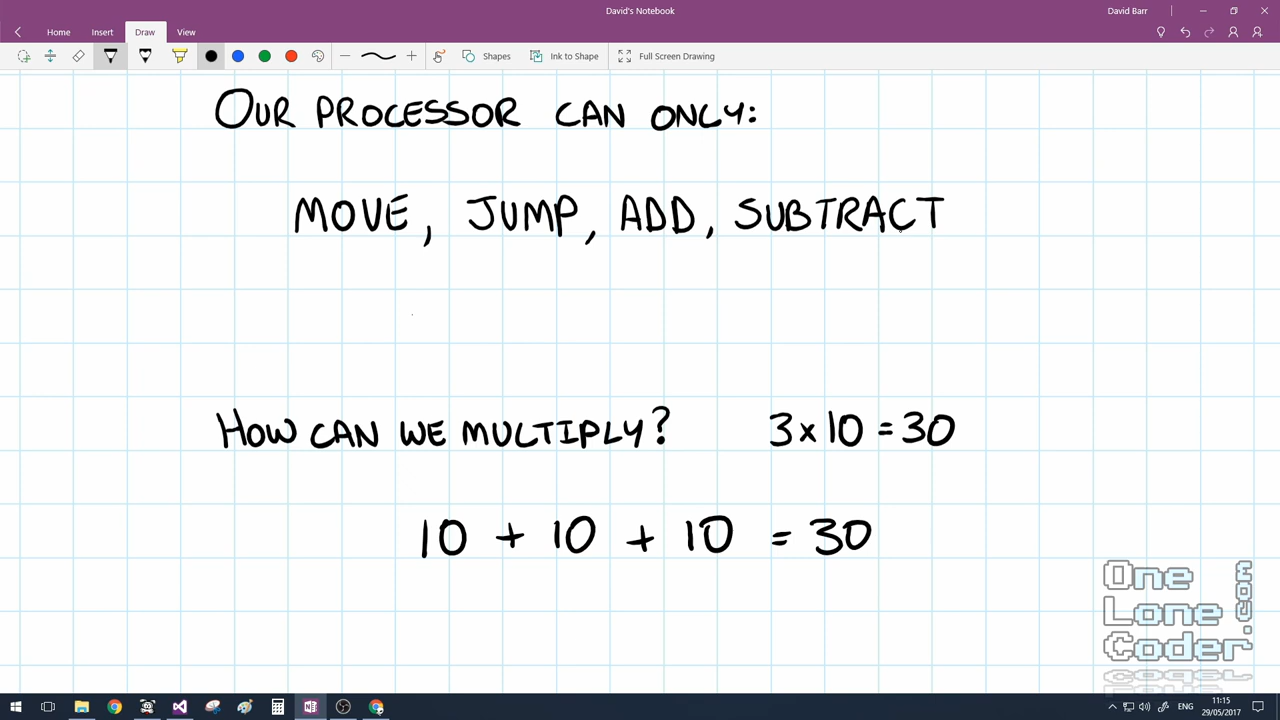 David's Notebook
David Barr
Home Insert Draw View
Shapes Ink to Shape Full Screen Drawing
OUR PROCESSOR CAN ONLY:
MOVE, JUMP, ADD, SUBTRACT
HOW CAN WE MULTIPLY? 3 x 10 = 30
10 + 10 + 10 = 30
One
Lone
Coder.com
ENG
11:15
29/05/2017